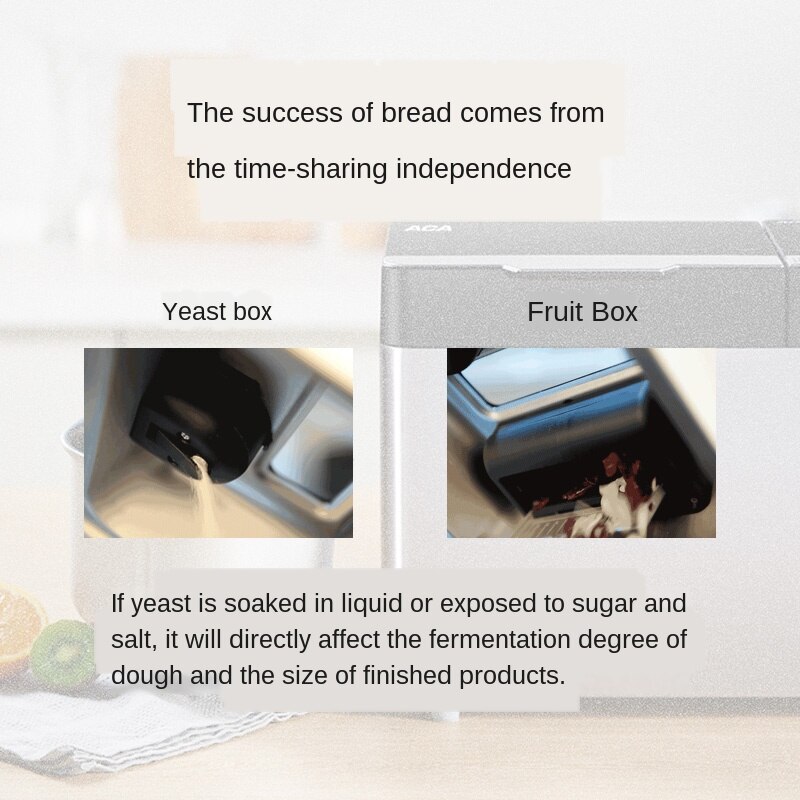 The success of bread comes from
the time-sharing independence
ACA
Yeast box
Fruit Box
If yeast is soaked in liquid or exposed to sugar and
salt, it will directly affect the fermentation degree of
dough and the size of finished products.